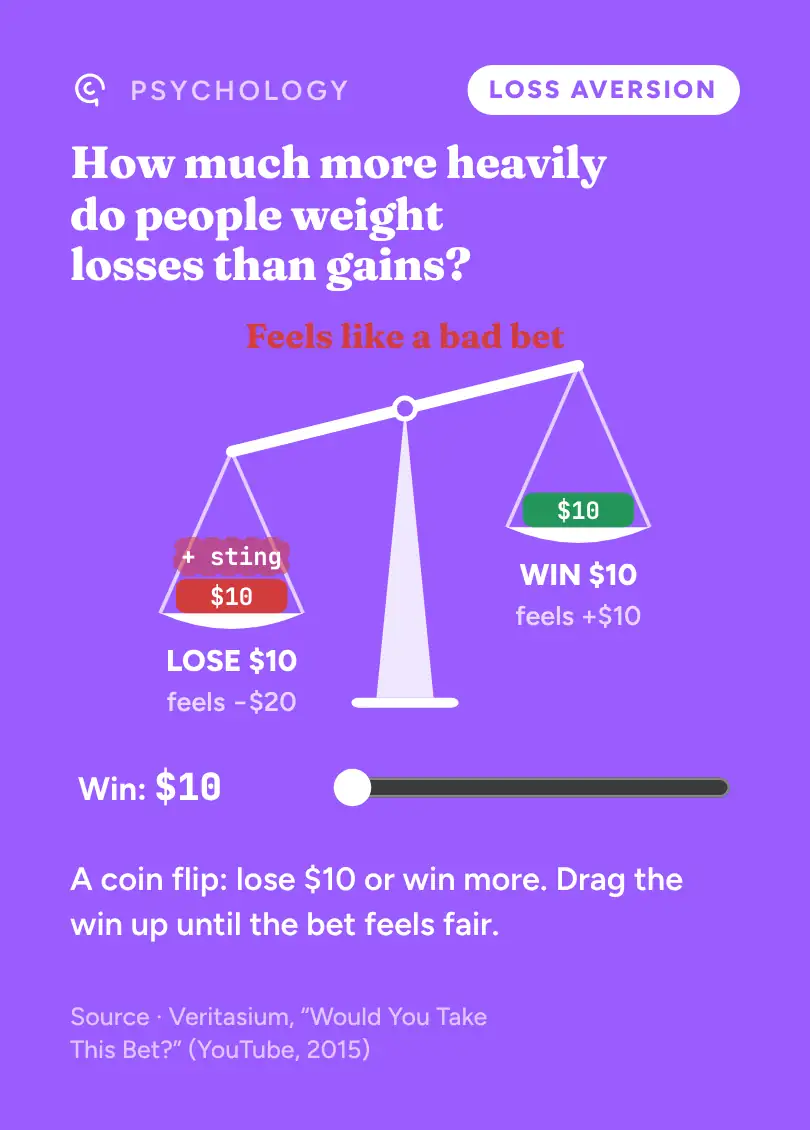 PSYCHOLOGY
LOSS AVERSION
How much more heavily
do people weight
losses than gains?
Feels like a bad bet
$10
WIN $10
feels +$10
+ sting
$10
LOSE $10
feels −$20
Win: $10
A coin flip: lose $10 or win more. Drag the
win up until the bet feels fair.
Source · Veritasium, “Would You Take
This Bet?” (YouTube, 2015)